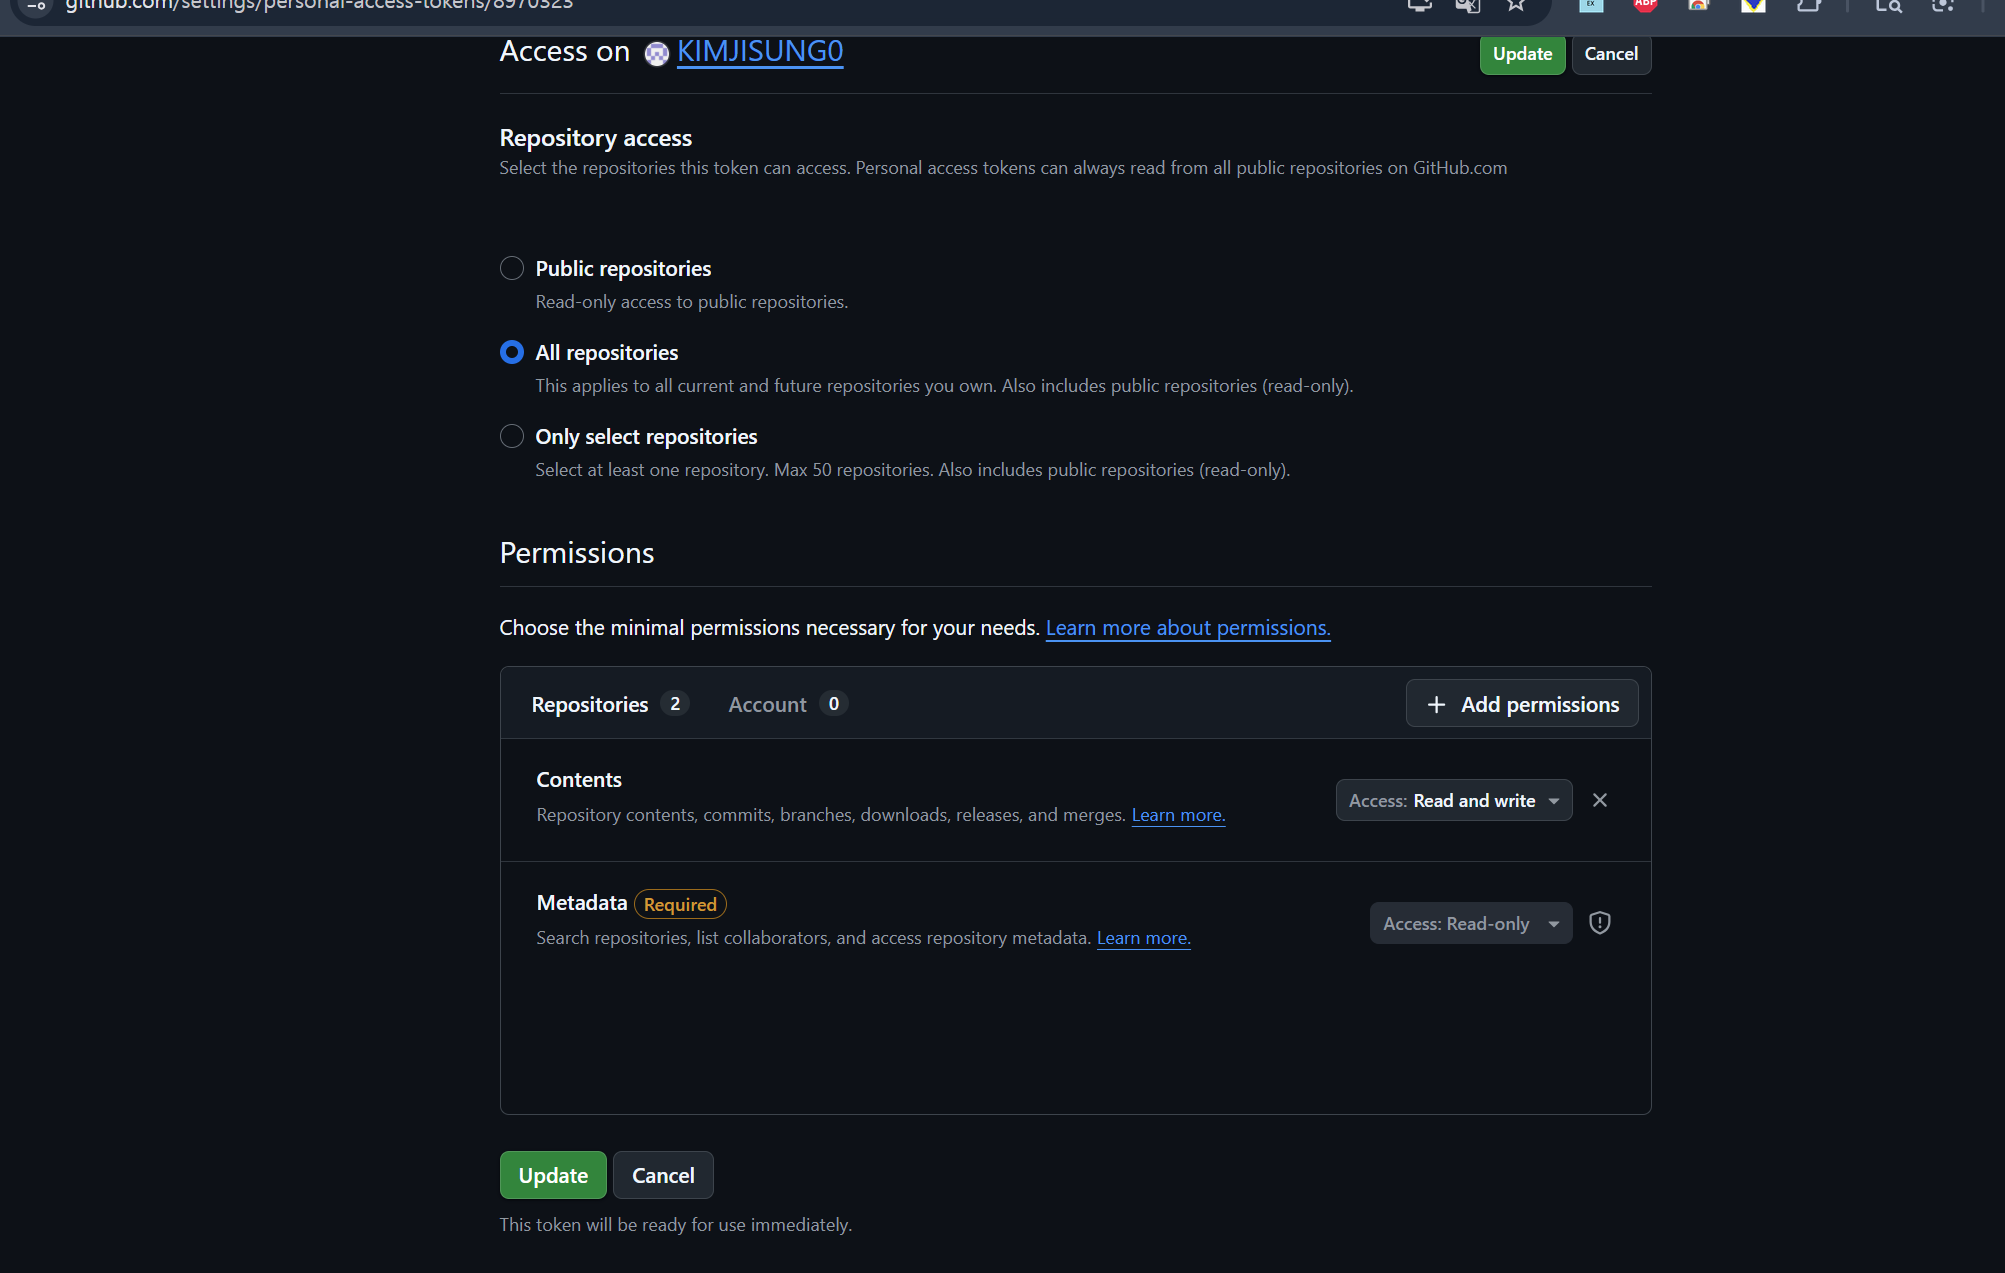 github.com/settings/personal-access-tokens/8970323
Access on KIMJISUNG0
Update
Cancel
Repository access
Select the repositories this token can access. Personal access tokens can always read from all public repositories on GitHub.com
Public repositories
Read-only access to public repositories.
All repositories
This applies to all current and future repositories you own. Also includes public repositories (read-only).
Only select repositories
Select at least one repository. Max 50 repositories. Also includes public repositories (read-only).
Permissions
Choose the minimal permissions necessary for your needs. Learn more about permissions.
Repositories 2 Account 0 + Add permissions
Contents
Repository contents, commits, branches, downloads, releases, and merges. Learn more.
Access: Read and write
Metadata Required
Search repositories, list collaborators, and access repository metadata. Learn more.
Access: Read-only
Update
Cancel
This token will be ready for use immediately.